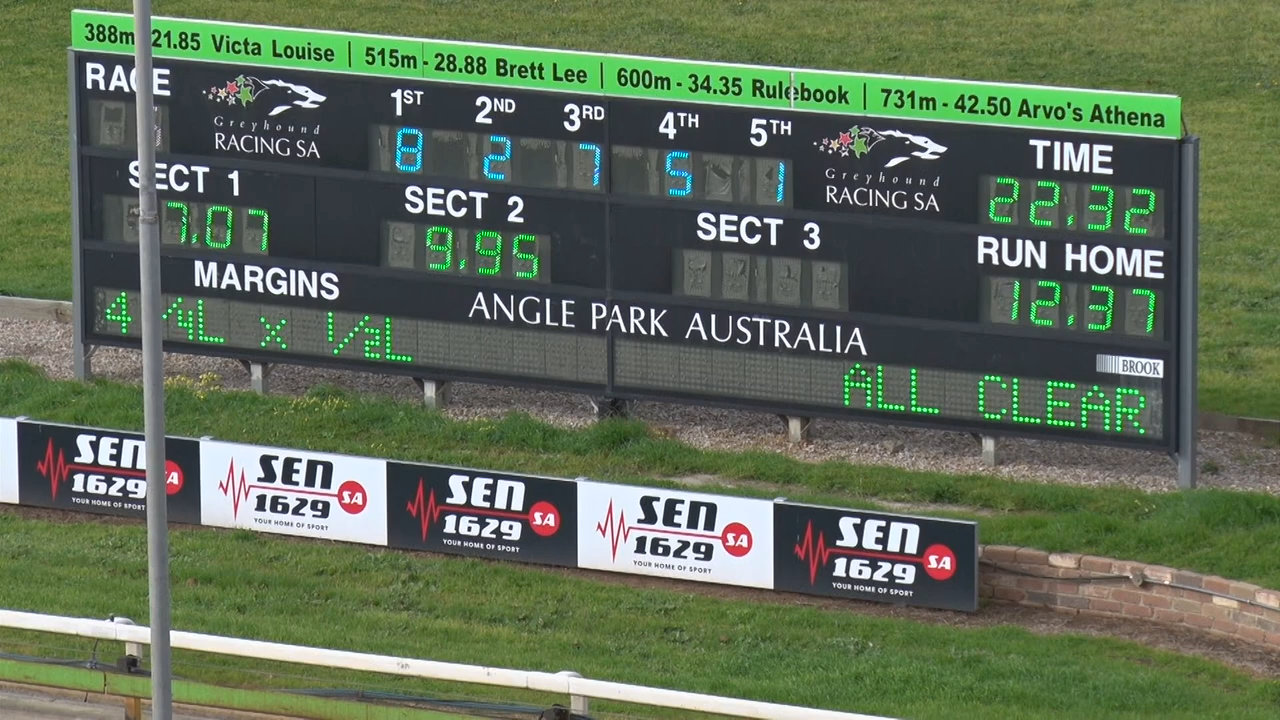 388m 21.85 Victa Louise | 515m - 28.88 Brett Lee | 600m - 34.35 Rulebook | 731m - 42.50 Arvo's Athena
RACE
Greyhound
RACING SA
1ST 2ND 3RD 4TH 5TH
8 2 7 5 1
Greyhound
RACING SA
TIME
22.32
SECT 1
7.07
SECT 2
9.95
SECT 3
RUN HOME
12.37
MARGINS
ANGLE PARK AUSTRALIA
4 x 1/2L
BROOK
ALL CLEAR
SEN
1629 SA
YOUR HOME OF SPORT
SEN
1629 SA
YOUR HOME OF SPORT
SEN
1629 SA
YOUR HOME OF SPORT
SEN
1629 SA
YOUR HOME OF SPORT
SEN
1629 SA
YOUR HOME OF SPORT